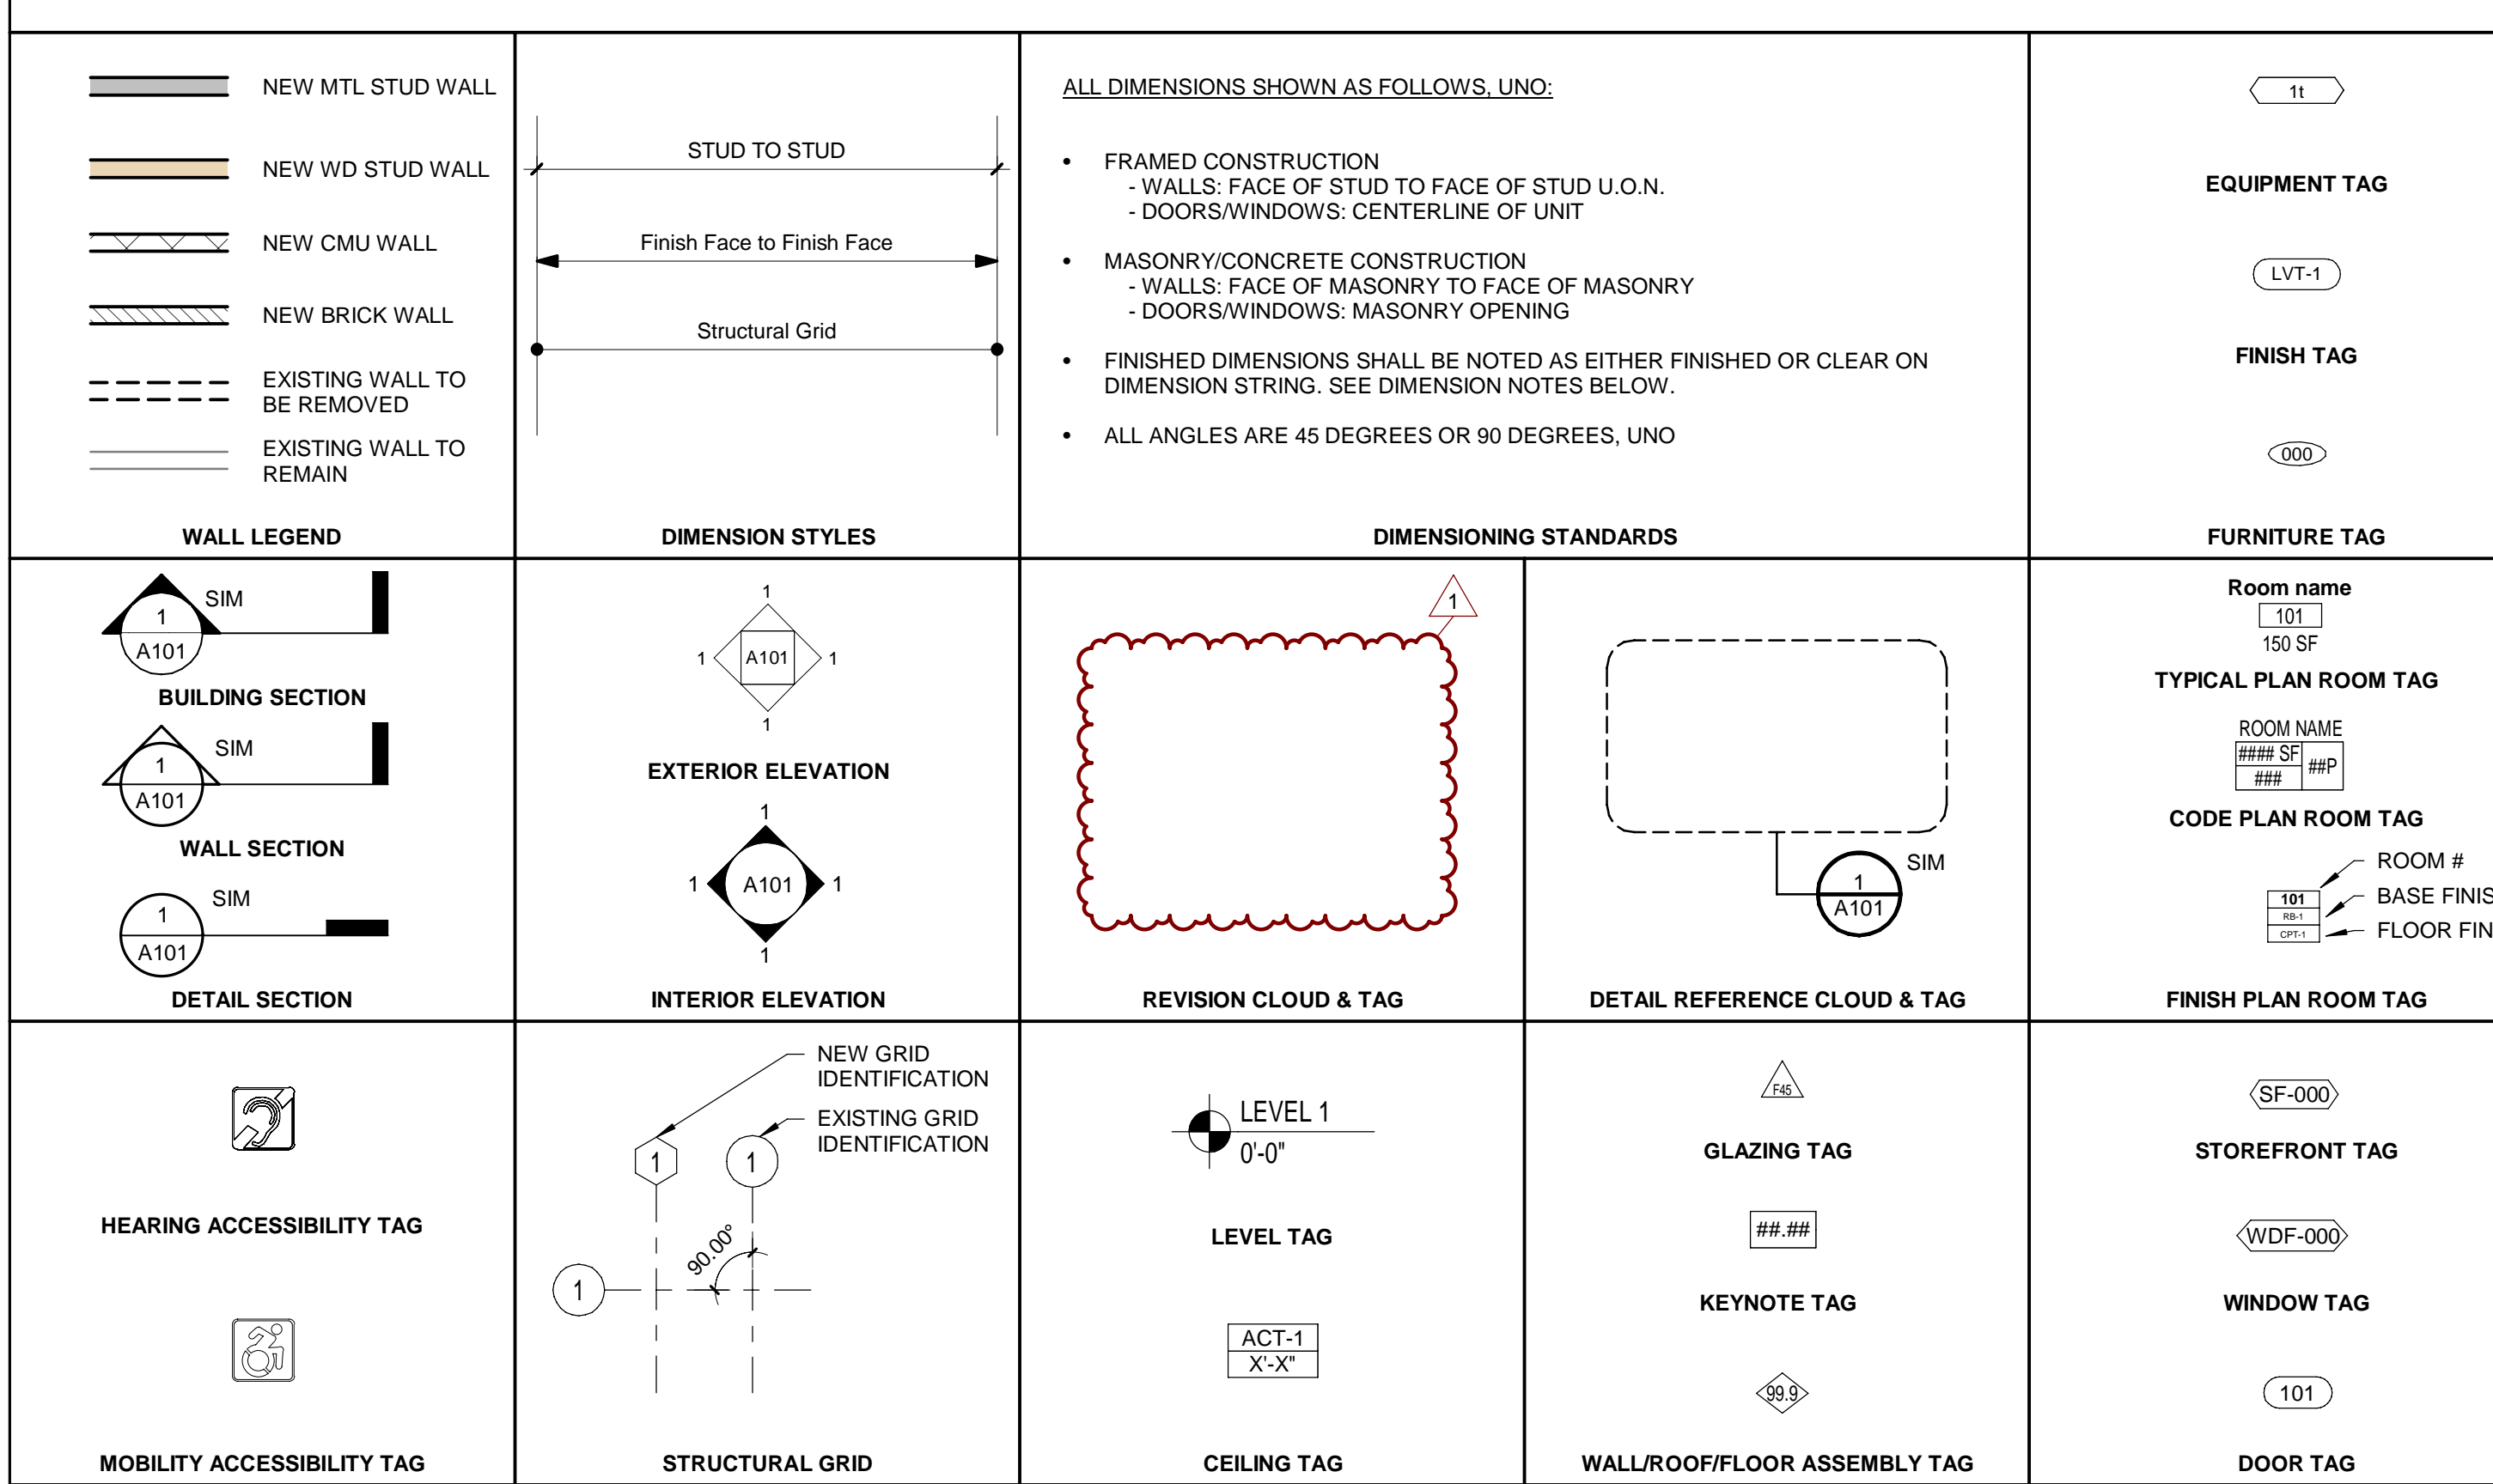 NEW MTL STUD WALL
NEW WD STUD WALL
NEW CMU WALL
NEW BRICK WALL
EXISTING WALL TO
BE REMOVED
EXISTING WALL TO
REMAIN
WALL LEGEND
STUD TO STUD
Finish Face to Finish Face
Structural Grid
DIMENSION STYLES
ALL DIMENSIONS SHOWN AS FOLLOWS, UNO:
• FRAMED CONSTRUCTION
- WALLS: FACE OF STUD TO FACE OF STUD U.O.N.
- DOORS/WINDOWS: CENTERLINE OF UNIT
• MASONRY/CONCRETE CONSTRUCTION
- WALLS: FACE OF MASONRY TO FACE OF MASONRY
- DOORS/WINDOWS: MASONRY OPENING
• FINISHED DIMENSIONS SHALL BE NOTED AS EITHER FINISHED OR CLEAR ON
DIMENSION STRING. SEE DIMENSION NOTES BELOW.
• ALL ANGLES ARE 45 DEGREES OR 90 DEGREES, UNO
DIMENSIONING STANDARDS
1t
EQUIPMENT TAG
LVT-1
FINISH TAG
000
FURNITURE TAG
SIM
1
A101
BUILDING SECTION
SIM
1
A101
WALL SECTION
SIM
1
A101
DETAIL SECTION
1
1 A101 1
1
EXTERIOR ELEVATION
1
1 A101 1
1
INTERIOR ELEVATION
1
REVISION CLOUD & TAG
SIM
1
A101
DETAIL REFERENCE CLOUD & TAG
Room name
101
150 SF
TYPICAL PLAN ROOM TAG
ROOM NAME
#### SF
##P
###
CODE PLAN ROOM TAG
ROOM #
101
BASE FINIS
RB-1
FLOOR FIN
CPT-1
FINISH PLAN ROOM TAG
HEARING ACCESSIBILITY TAG
MOBILITY ACCESSIBILITY TAG
NEW GRID
IDENTIFICATION
EXISTING GRID
IDENTIFICATION
1 1
90.00°
1
STRUCTURAL GRID
LEVEL 1
0'-0"
LEVEL TAG
ACT-1
X'-X"
CEILING TAG
F45
GLAZING TAG
##.##
KEYNOTE TAG
99.9
WALL/ROOF/FLOOR ASSEMBLY TAG
SF-000
STOREFRONT TAG
WDF-000
WINDOW TAG
101
DOOR TAG